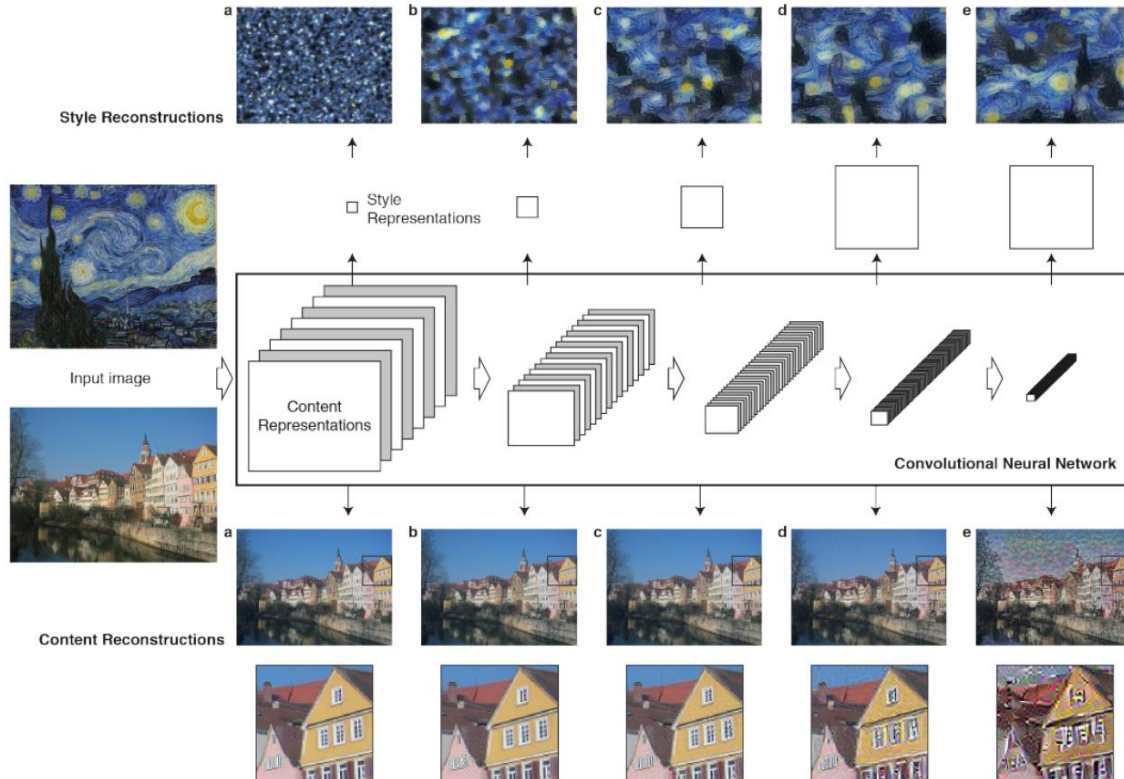 a
b
c
d
e
Style Reconstructions
Style
Representations
Input image
Content
Representations
Convolutional Neural Network
a
b
c
d
e
Content Reconstructions